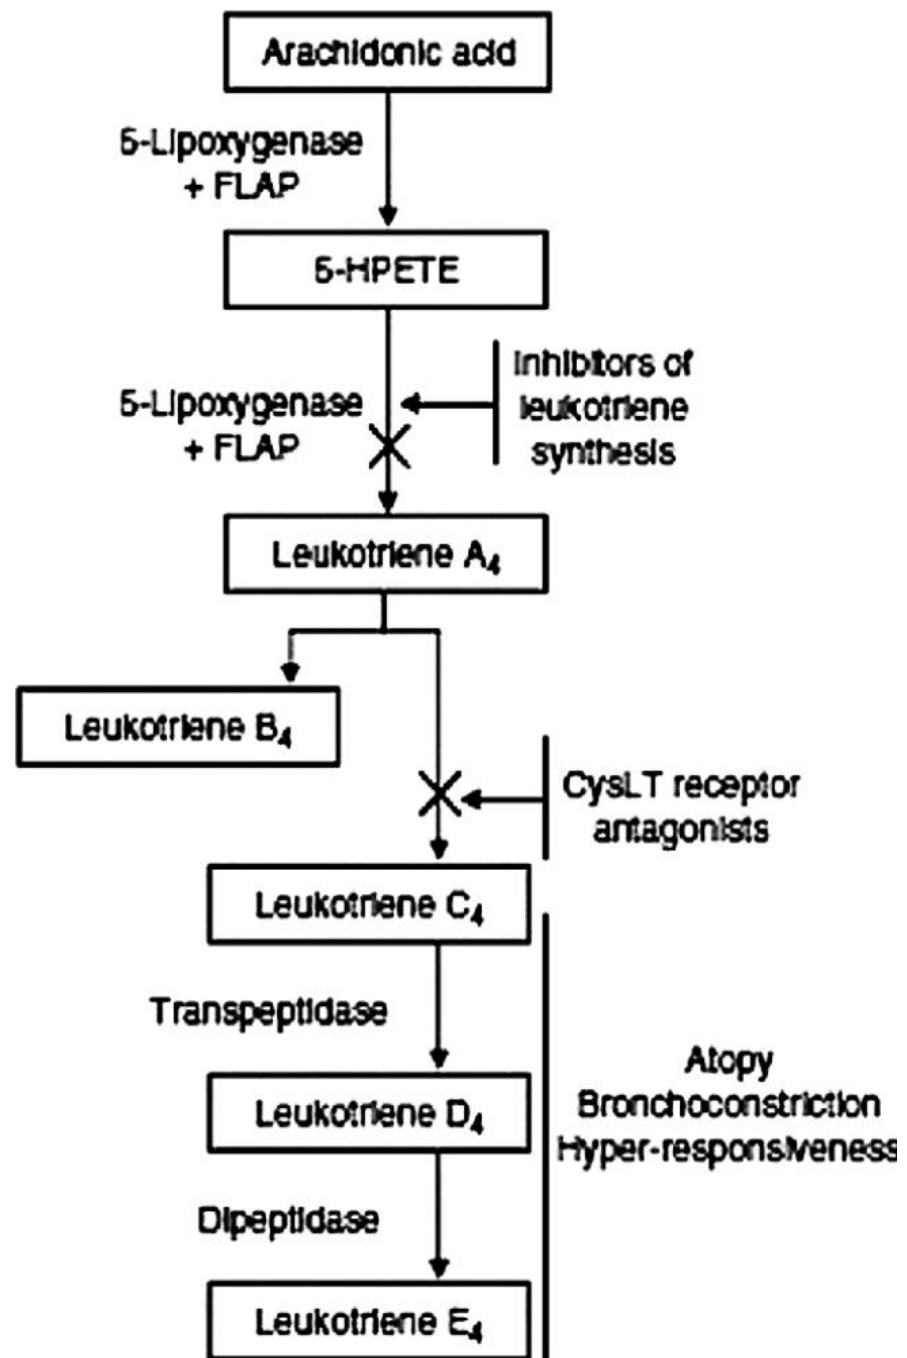 Arachidonic acid
5-Lipoxygenase
+ FLAP
5-HPETE
5-Lipoxygenase
+ FLAP
Inhibitors of
leukotriene
synthesis
Leukotriene A₄
Leukotriene B₄
CysLT receptor
antagonists
Leukotriene C₄
Transpeptidase
Leukotriene D₄
Atopy
Bronchoconstriction
Hyper-responsiveness
Dipeptidase
Leukotriene E₄